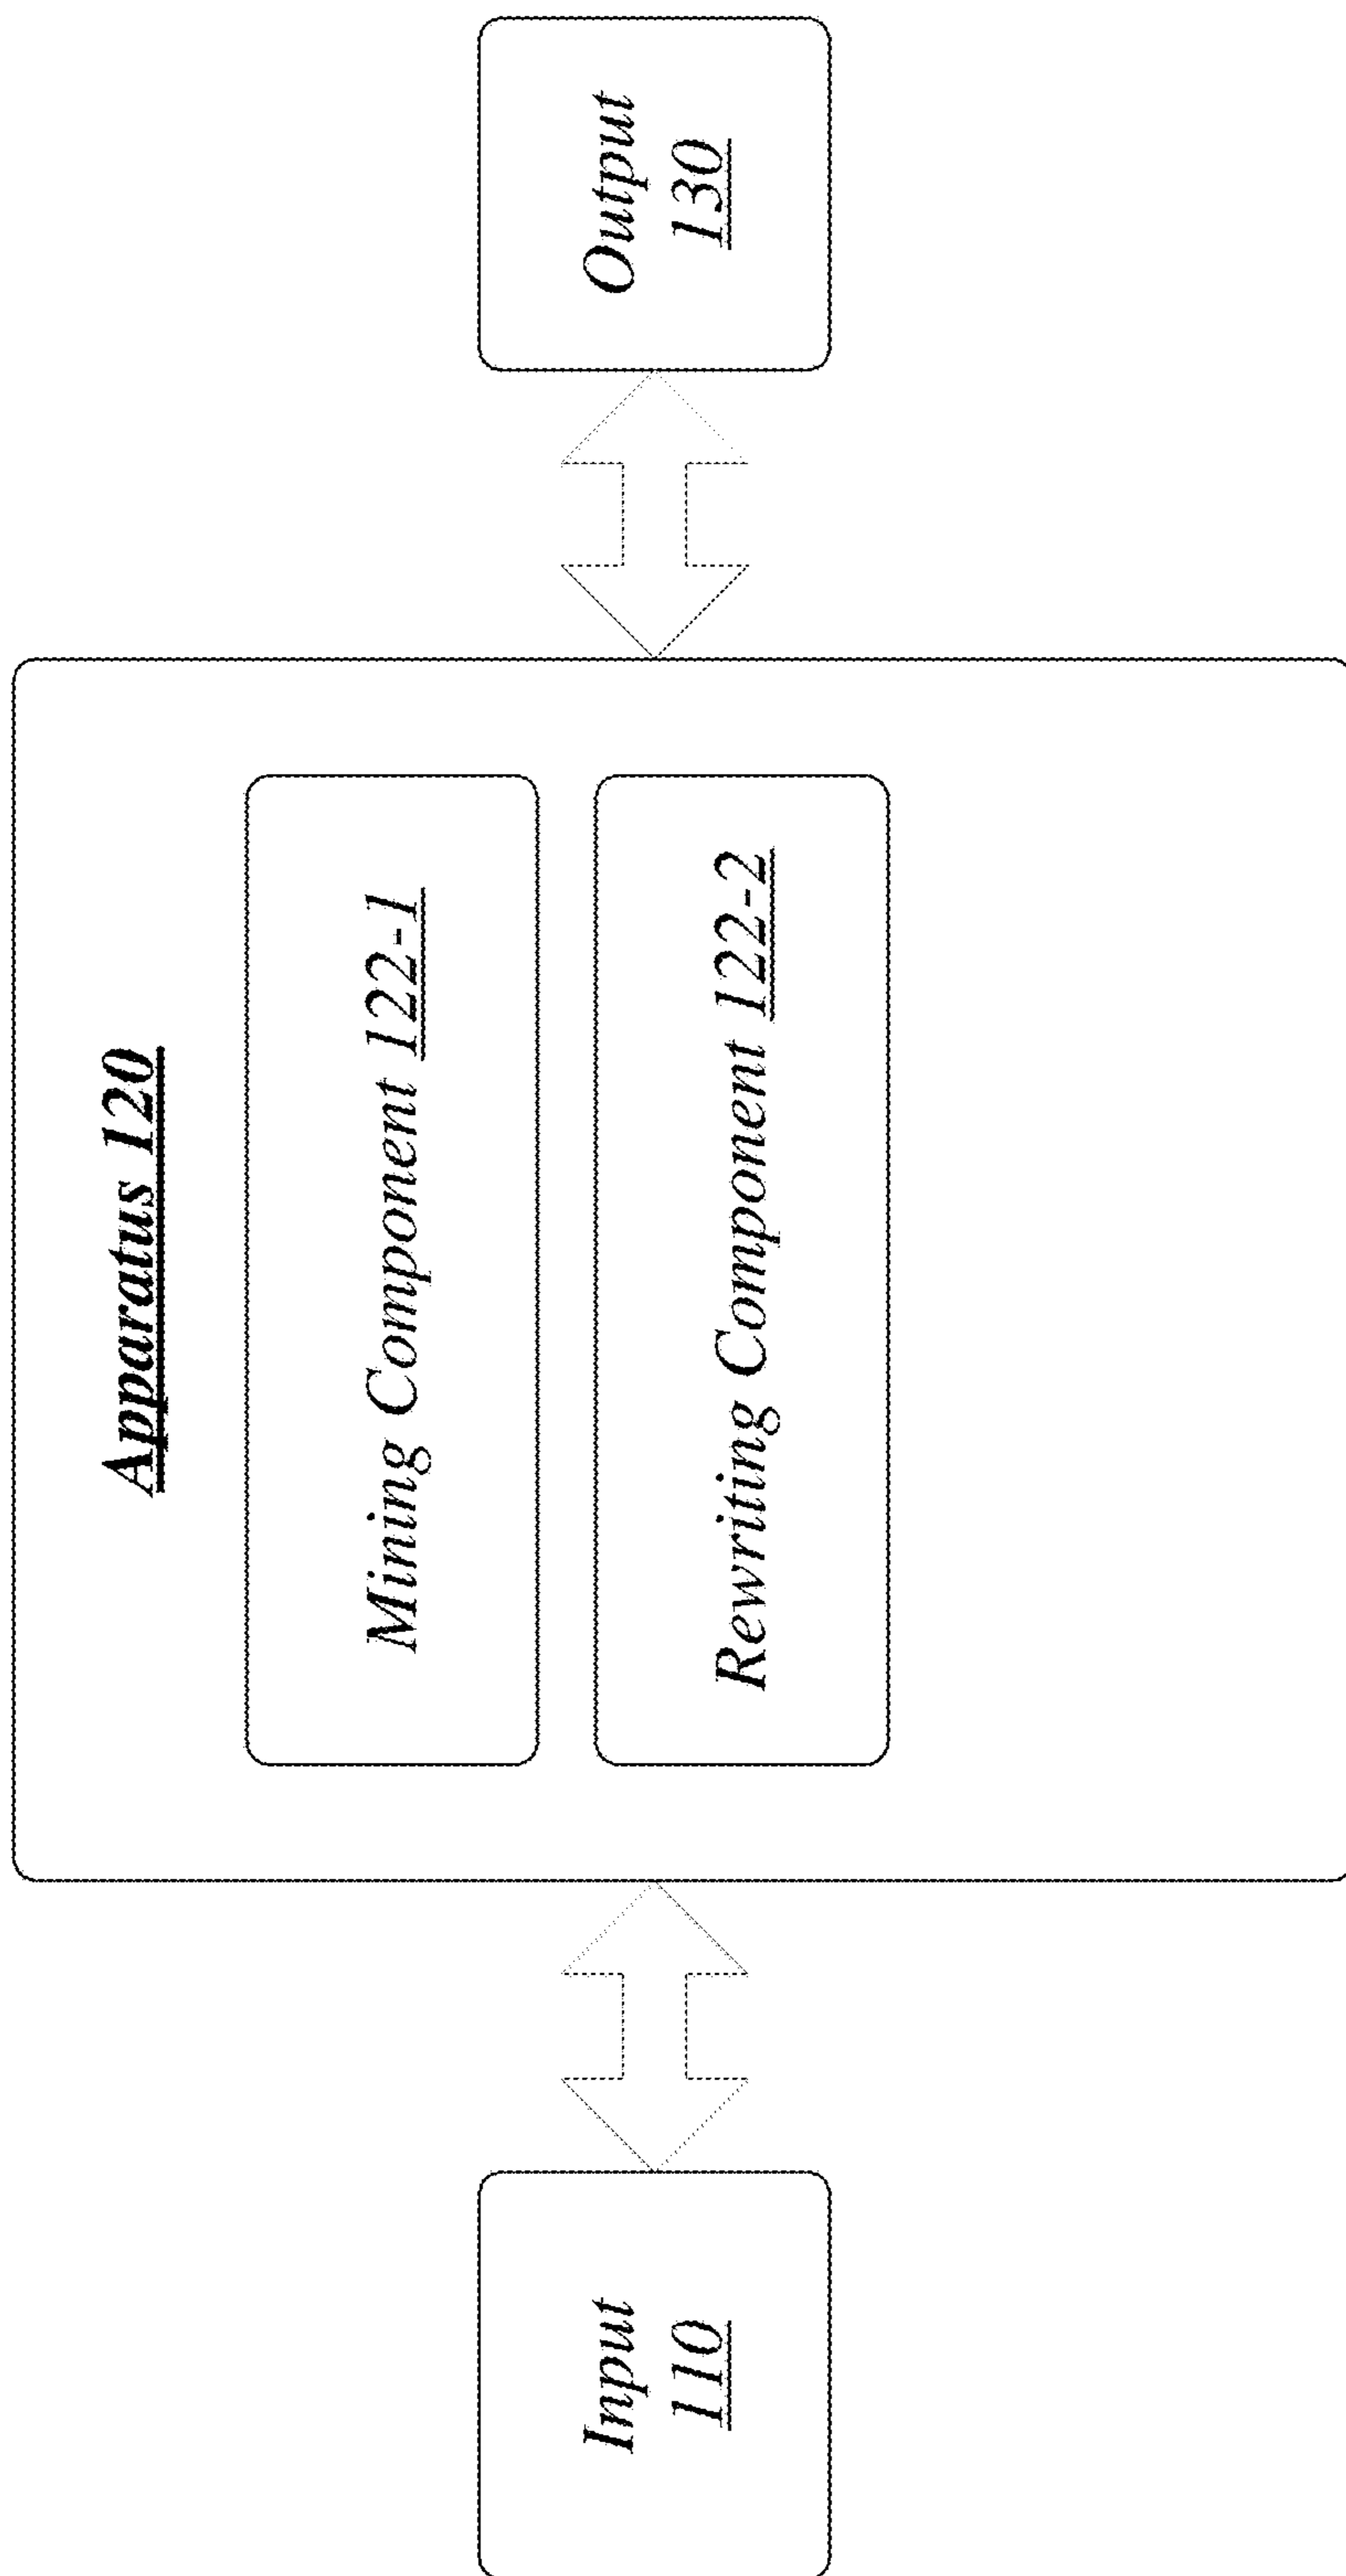 Apparatus 120
Mining Component 122-1
Rewriting Component 122-2
Input
110
Output
130